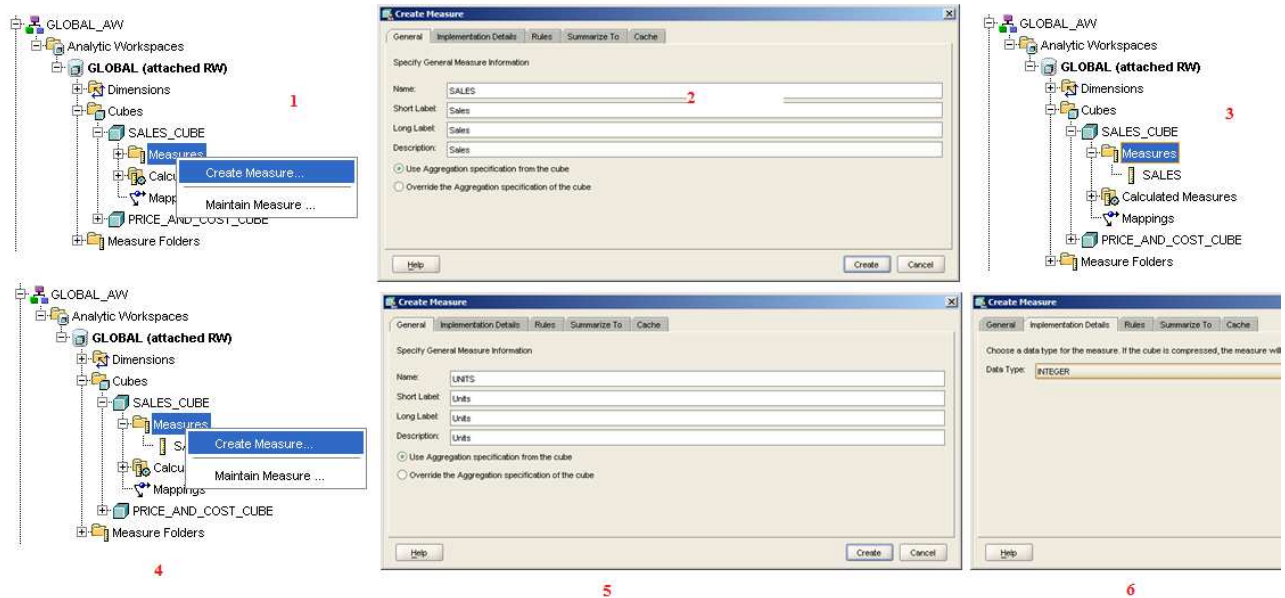 GLOBAL_AW
Analytic Workspaces
GLOBAL (attached RW)
Dimensions
Cubes
SALES_CUBE
Measures
Create Measure...
Calcu
Mapp
Maintain Measure ...
PRICE_AND_COST_CUBE
Measure Folders
1
Create Measure
General Implementation Details Rules Summarize To Cache
Specify General Measure Information
Name: SALES
Short Label: Sales
Long Label: Sales
Description: Sales
Use Aggregation specification from the cube
Override the Aggregation specification of the cube
Help Create Cancel
2
GLOBAL_AW
Analytic Workspaces
GLOBAL (attached RW)
Dimensions
Cubes
SALES_CUBE
Measures
SALES
Calculated Measures
Mappings
PRICE_AND_COST_CUBE
Measure Folders
3
GLOBAL_AW
Analytic Workspaces
GLOBAL (attached RW)
Dimensions
Cubes
SALES_CUBE
Measures
Create Measure...
SA
Calcu
Maintain Measure ...
Mappings
PRICE_AND_COST_CUBE
Measure Folders
4
Create Measure
General Implementation Details Rules Summarize To Cache
Specify General Measure Information
Name: UNITS
Short Label: Units
Long Label: Units
Description: Units
Use Aggregation specification from the cube
Override the Aggregation specification of the cube
Help Create Cancel
5
Create Measure
General Implementation Details Rules Summarize To Cache
Choose a data type for the measure. If the cube is compressed, the measure will
Data Type: INTEGER
Help
6